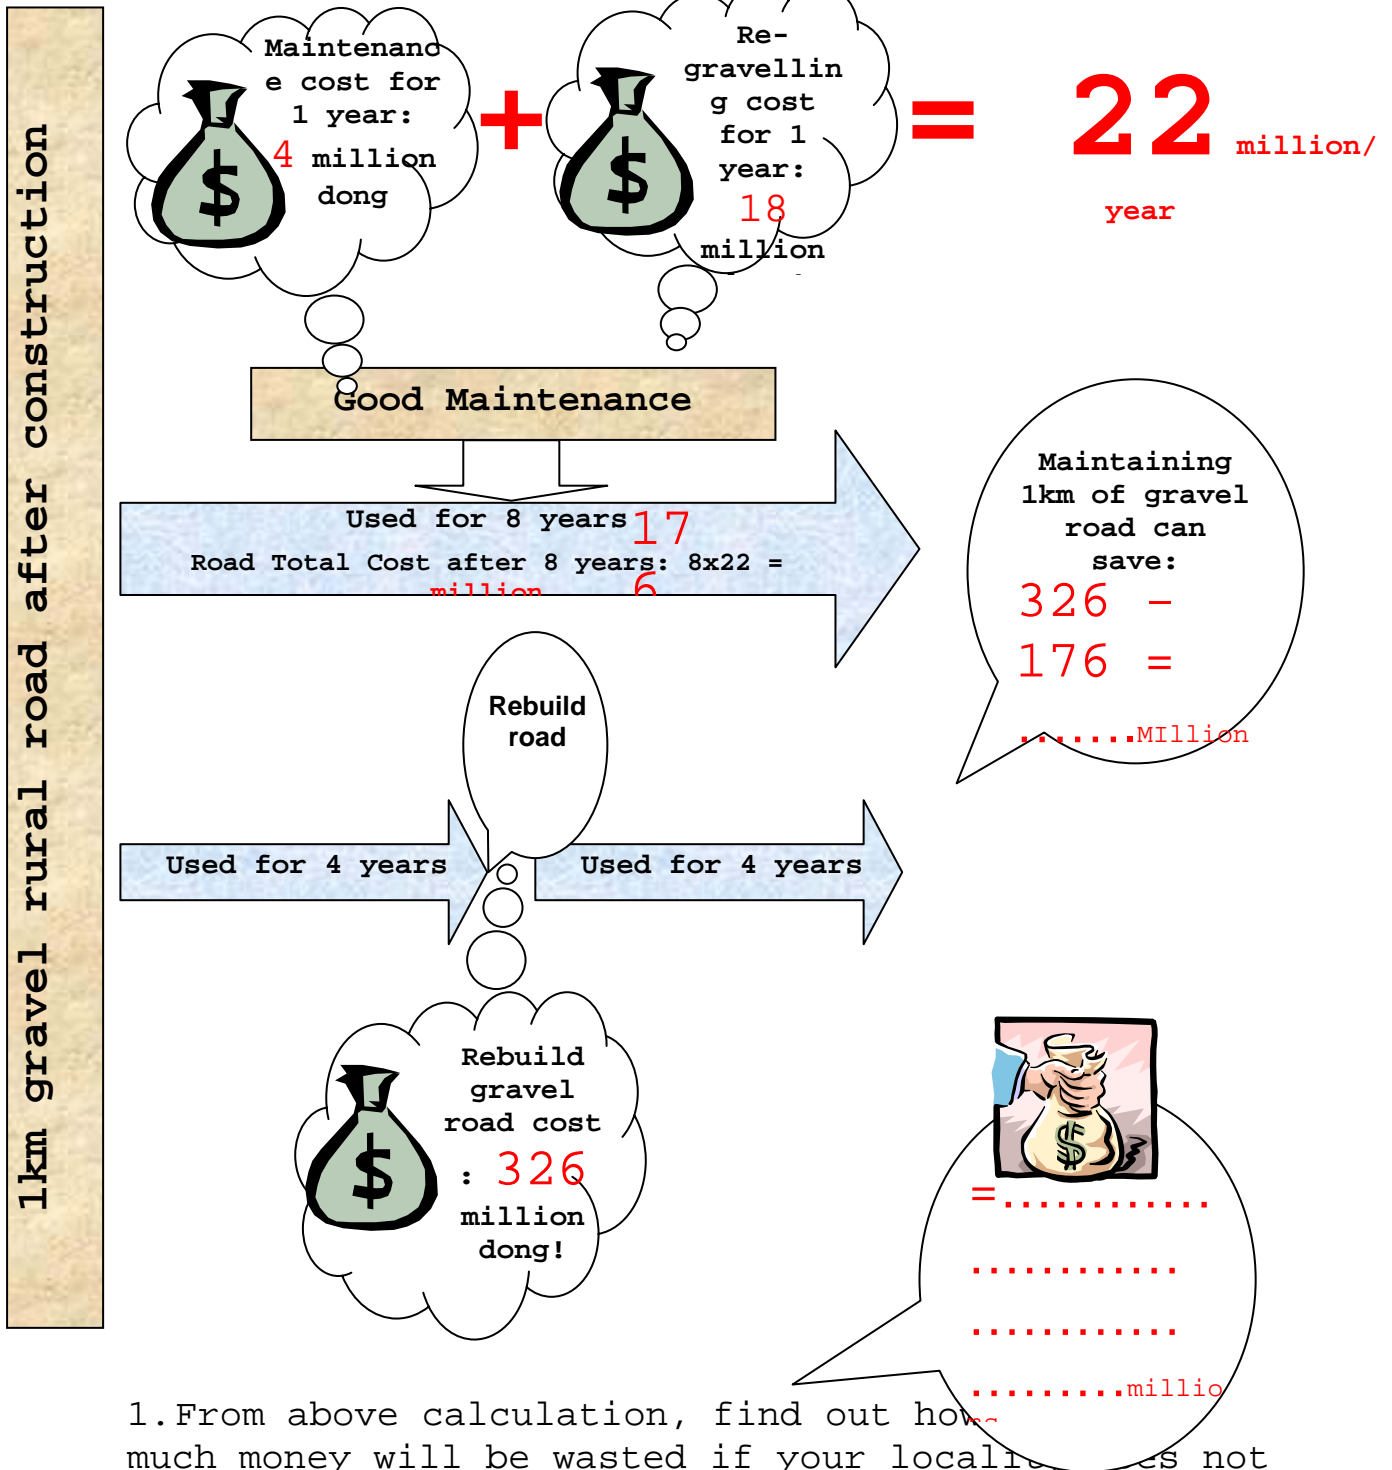 1km gravel rural road after construction
Maintenanc
e cost for
1 year:
4 million
dong
+
Re-
gravellin
g cost
for 1
year:
18
million
= 22 million/
year
Good Maintenance
Used for 8 years 17
Road Total Cost after 8 years: 8x22 =
million 6
Maintaining
1km of gravel
road can
save:
326 –
176 =
.......MIllion
Rebuild
road
Used for 4 years
Used for 4 years
Rebuild
gravel
road cost
: 326
million
dong!
$
$
$
$
=............
............
............
.........millio
1.From above calculation, find out how
much money will be wasted if your locality does not